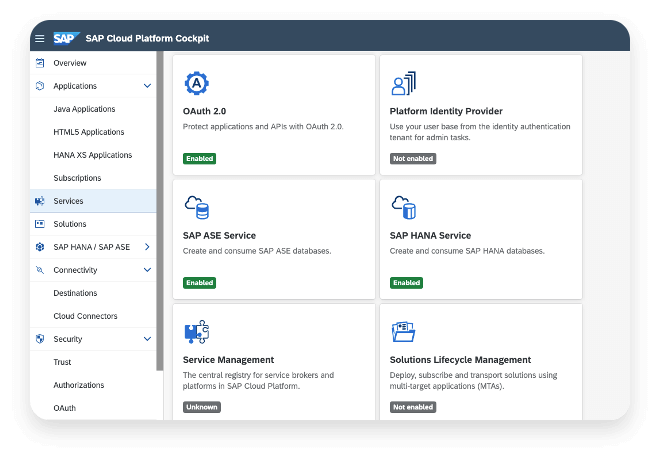 SAP SAP Cloud Platform Cockpit
Overview
Applications
Java Applications
HTML5 Applications
HANA XS Applications
Subscriptions
Services
Solutions
SAP HANA / SAP ASE
Connectivity
Destinations
Cloud Connectors
Security
Trust
Authorizations
OAuth
A
OAuth 2.0
Protect applications and APIs with OAuth 2.0.
Enabled
Platform Identity Provider
Use your user base from the identity authentication
tenant for admin tasks.
Not enabled
SAP ASE Service
Create and consume SAP ASE databases.
Enabled
SAP HANA Service
Create and consume SAP HANA databases.
Enabled
Service Management
The central registry for service brokers and
platforms in SAP Cloud Platform.
Unknown
Solutions Lifecycle Management
Deploy, subscribe and transport solutions using
multi-target applications (MTAs).
Not enabled